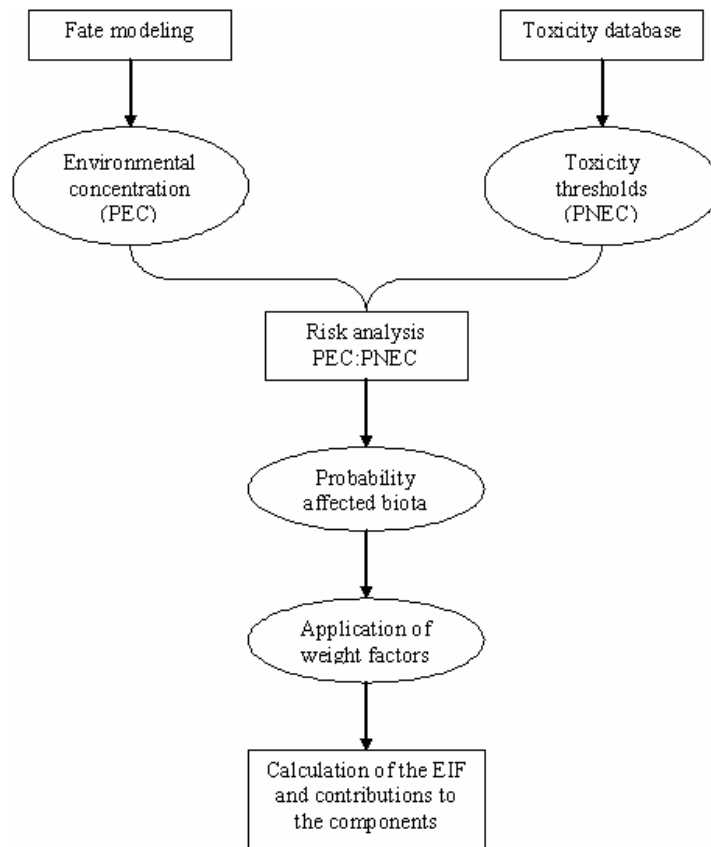 Fate modeling
Toxicity database
Environmental
concentration
(PEC)
Toxicity
thresholds
(PNEC)
Risk analysis
PEC:PNEC
Probability
affected biota
Application of
weight factors
Calculation of the EIF
and contributions to
the components